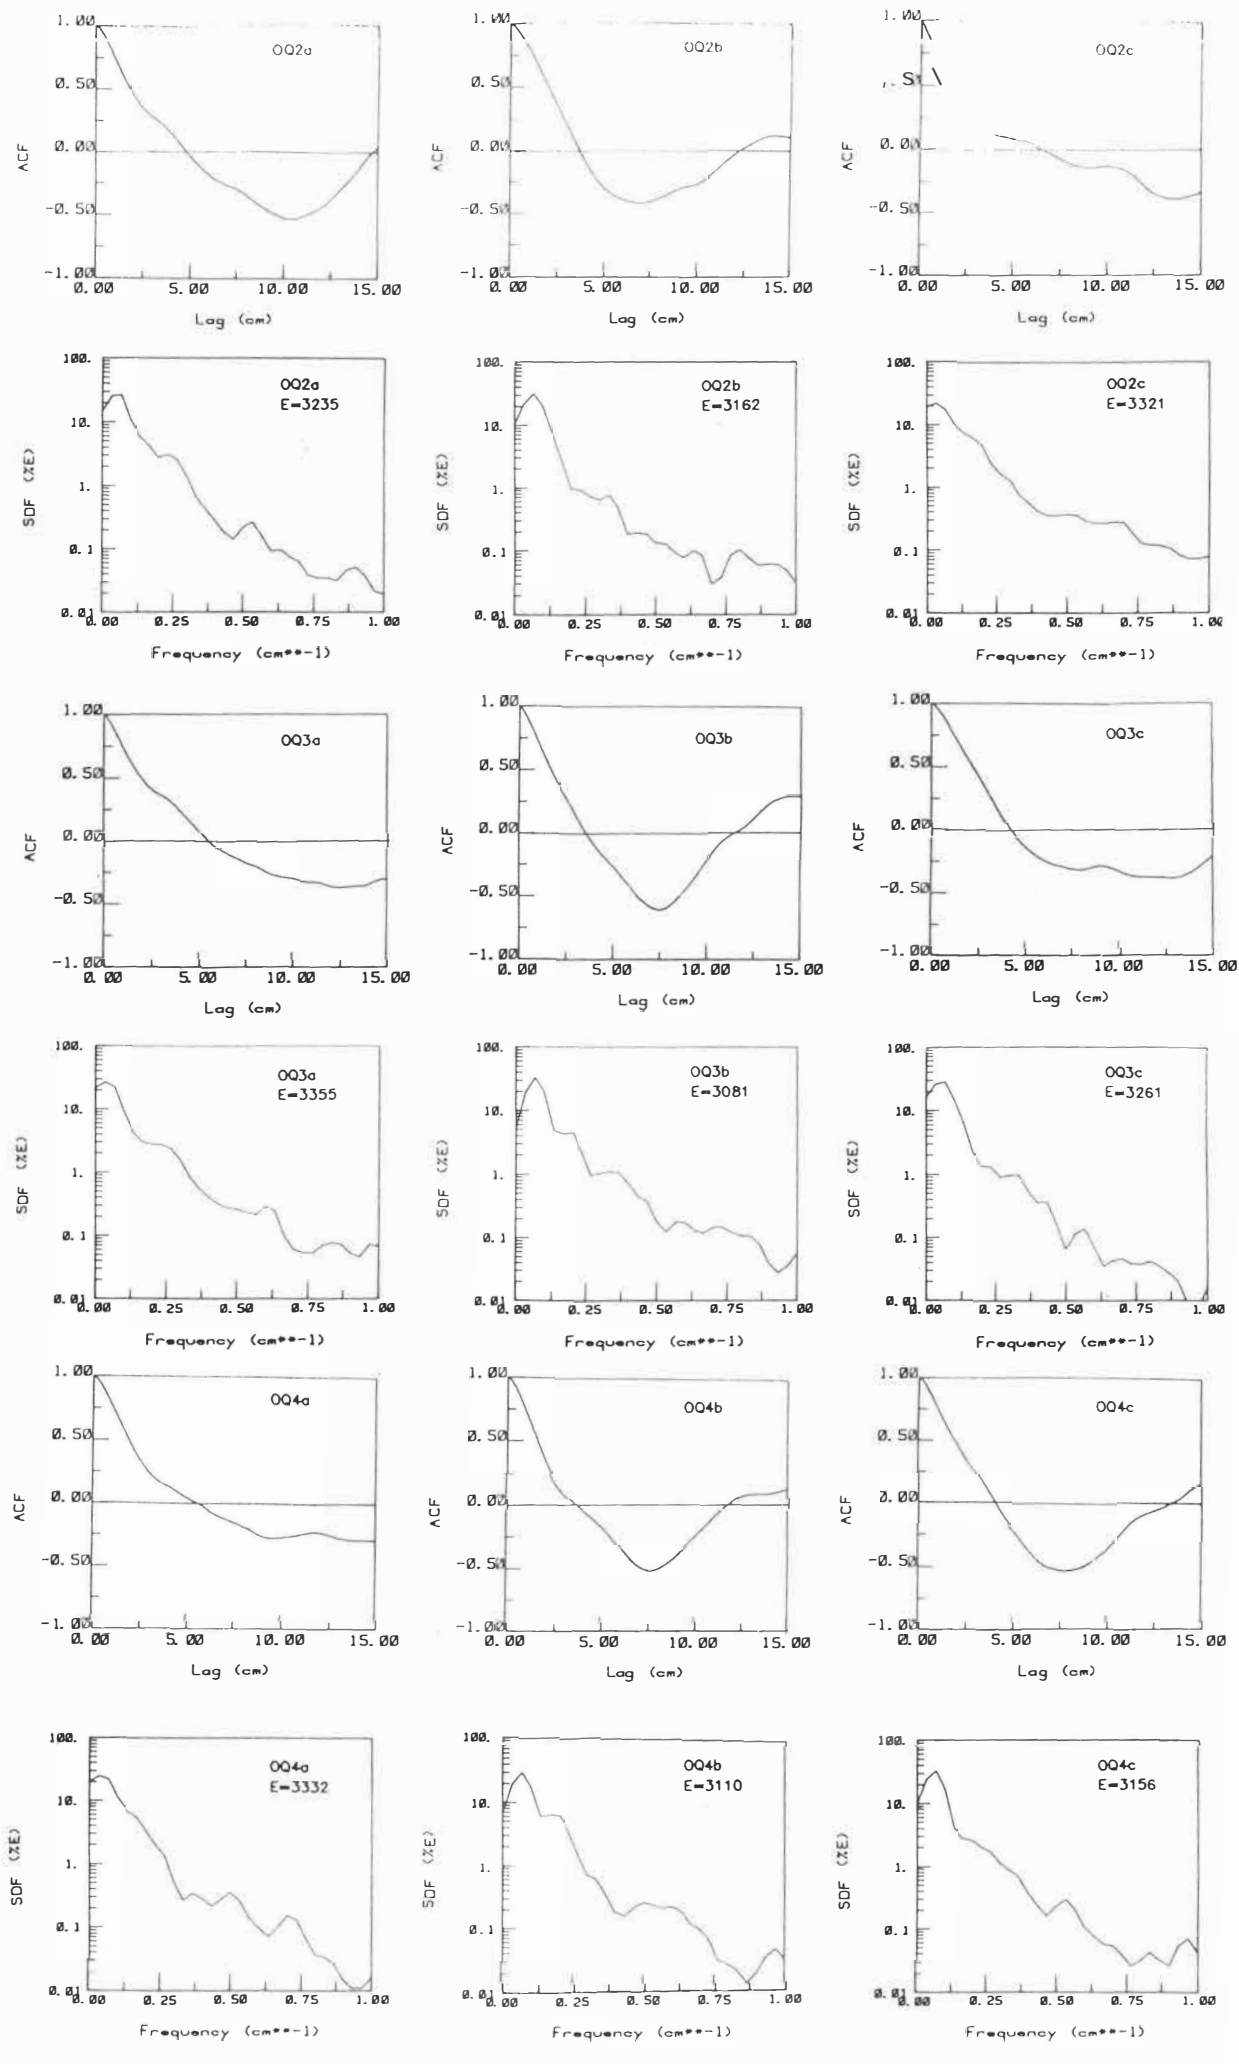 1.00 1.00 1.00
OQ2a OQ2b OQ2c
0.50 0.50 S
ACF ACF ACF
0.00 0.00 0.00
-0.50 -0.50 -0.50
-1.00 -1.00 -1.00
0.00 5.00 10.00 15.00 0.00 5.00 10.00 15.00 0.00 5.00 10.00 15.00
Lag (cm) Lag (cm) Lag (cm)
100. 100. 100.
OQ2a OQ2b OQ2c
E=3235 E=3162 E=3321
10. 10. 10.
SDF (%E) SDF (%E) SDF (%E)
1. 1. 1.
0.1 0.1 0.1
0.01 0.01 0.01
0.00 0.25 0.50 0.75 1.00 0.00 0.25 0.50 0.75 1.00 0.00 0.25 0.50 0.75 1.00
Frequency (cm**-1) Frequency (cm**-1) Frequency (cm**-1)
1.00 1.00 1.00
OQ3a OQ3b OQ3c
0.50 0.50 0.50
ACF ACF ACF
0.00 0.00 0.00
-0.50 -0.50 -0.50
-1.00 -1.00 -1.00
0.00 5.00 10.00 15.00 0.00 5.00 10.00 15.00 0.00 5.00 10.00 15.00
Lag (cm) Lag (cm) Lag (cm)
100. 100. 100.
OQ3a OQ3b OQ3c
E=3355 E=3081 E=3261
10. 10. 10.
SDF (%E) SDF (%E) SDF (%E)
1. 1. 1.
0.1 0.1 0.1
0.01 0.01 0.01
0.00 0.25 0.50 0.75 1.00 0.00 0.25 0.50 0.75 1.00 0.00 0.25 0.50 0.75 1.00
Frequency (cm**-1) Frequency (cm**-1) Frequency (cm**-1)
1.00 1.00 1.00
OQ4a OQ4b OQ4c
0.50 0.50 0.50
ACF ACF ACF
0.00 0.00 0.00
-0.50 -0.50 -0.50
-1.00 -1.00 -1.00
0.00 5.00 10.00 15.00 0.00 5.00 10.00 15.00 0.00 5.00 10.00 15.00
Lag (cm) Lag (cm) Lag (cm)
100. 100. 100.
OQ4a OQ4b OQ4c
E=3332 E=3110 E=3156
10. 10. 10.
SDF (%E) SDF (%E) SDF (%E)
1. 1. 1.
0.1 0.1 0.1
0.01 0.01 0.01
0.00 0.25 0.50 0.75 1.00 0.00 0.25 0.50 0.75 1.00 0.00 0.25 0.50 0.75 1.00
Frequency (cm**-1) Frequency (cm**-1) Frequency (cm**-1)